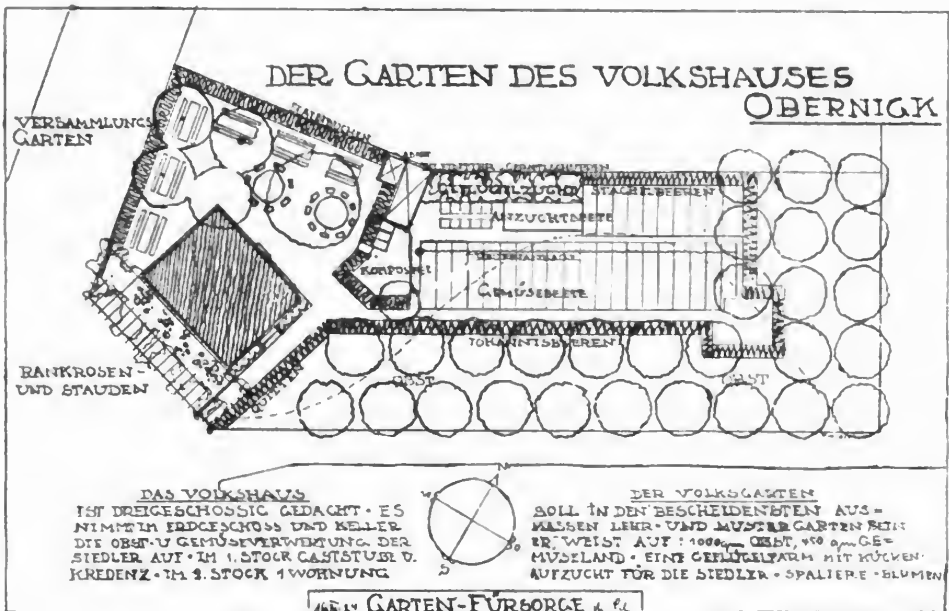 DER GARTEN DES VOLKSHAUSES
OBERNIGK
VERSAMMLUNGS
GARTEN
GEFLÜGELZUCHT
STACHELBEEREN
ANZUCHTBEETE
KOMPOST
GEMÜSEBEETE
JOHANNISBEEREN
OBST
OBST
RANKROSEN-
UND STAUDEN
N
W
S
DAS VOLKSHAUS
IST DREIGESCHOSSIG GEDACHT · ES
NIMMT IM ERDGESCHOSS UND KELLER
DIE OBST- U GEMÜSEVERWERTUNG DER
SIEDLER AUF · IM 1. STOCK GASTSTUBE U.
KREDENZ · IM 2. STOCK 1 WOHNUNG
DER VOLKSGARTEN
SOLL IN DEN BESCHEIDENSTEN AUS=
MASSEN LEHR- UND MUSTERGARTEN SEIN
ER WEIST AUF : 1000 qm OBST, 450 qm GE=
MÜSELAND · EINE GEFLÜGELFARM MIT KÜCKEN-
AUFZUCHT FÜR DIE SIEDLER · SPALIERE · BLUMEN
GARTEN-FÜRSORGE